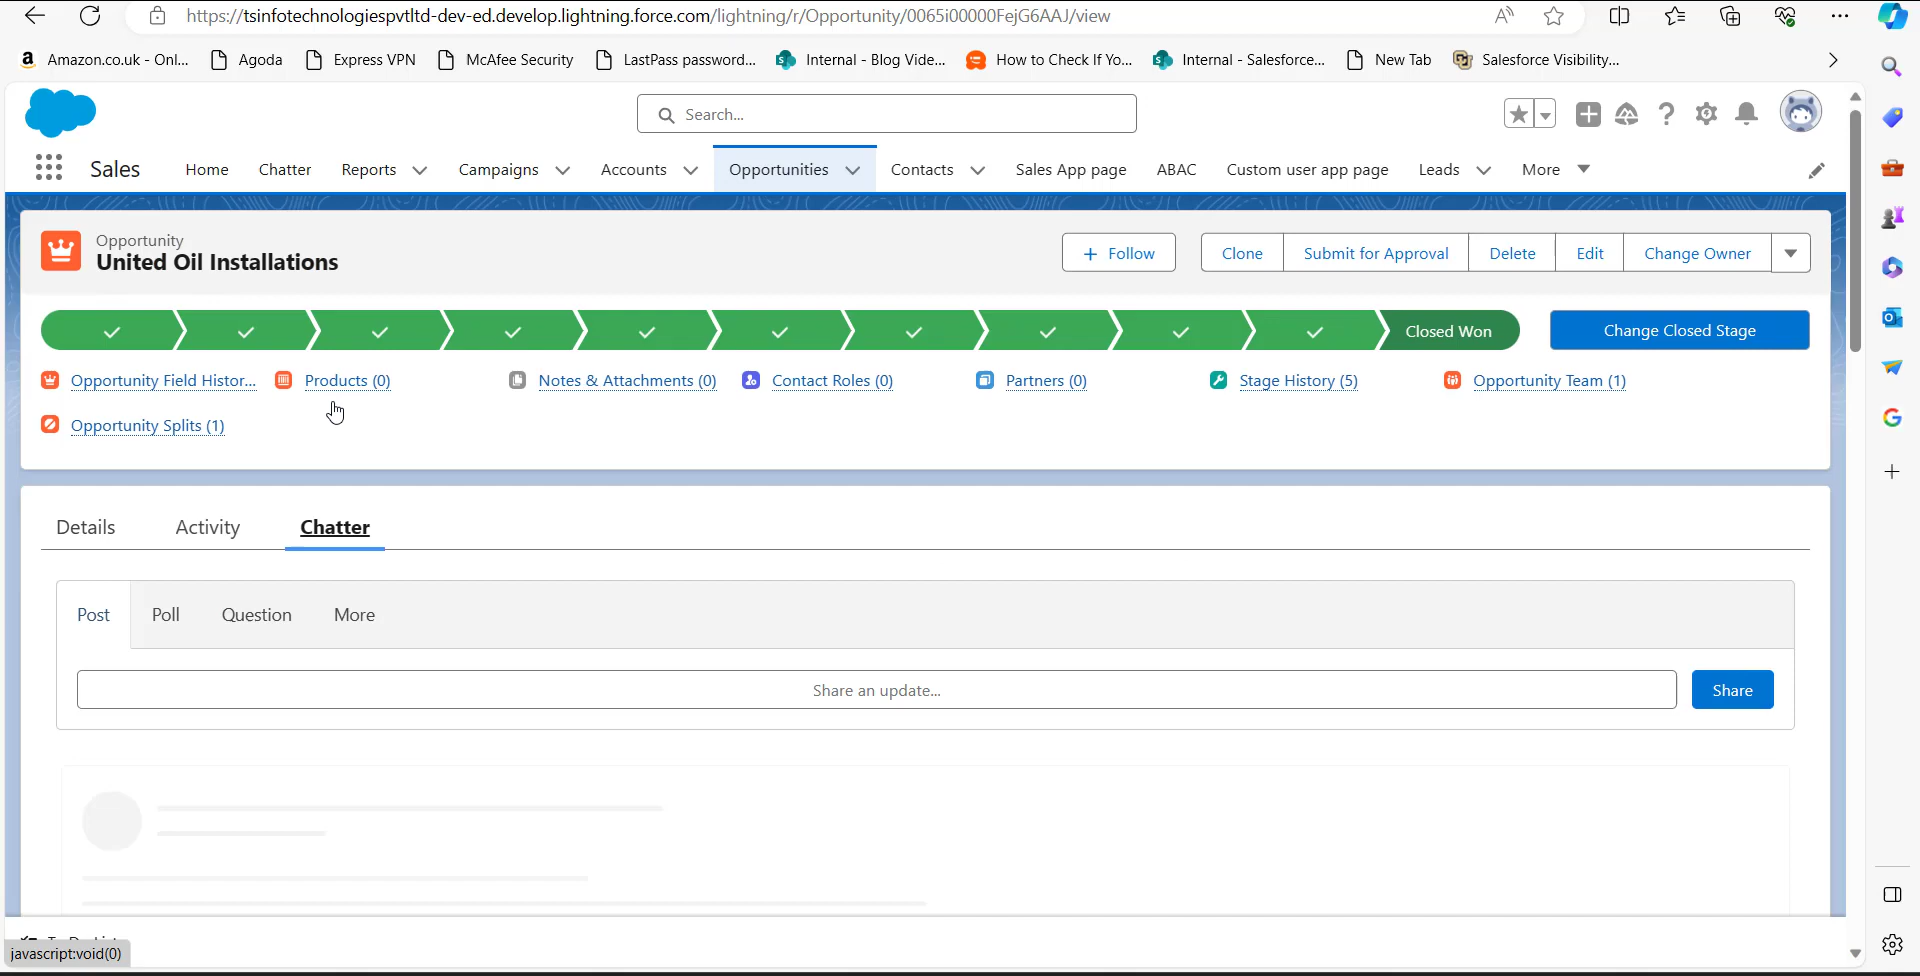 https://tsinfotechnologiespvtltd-dev-ed.develop.lightning.force.com/lightning/r/Opportunity/0065i00000FejG6AAJ/view
Amazon.co.uk - Onl... Agoda Express VPN McAfee Security LastPass password... Internal - Blog Vide... How to Check If Yo... Internal - Salesforce... New Tab Salesforce Visibility...
Search...
Sales Home Chatter Reports Campaigns Accounts Opportunities Contacts Sales App page ABAC Custom user app page Leads More
Opportunity
United Oil Installations
Follow Clone Submit for Approval Delete Edit Change Owner
Closed Won Change Closed Stage
Opportunity Field Histor... Products (0) Notes & Attachments (0) Contact Roles (0) Partners (0) Stage History (5) Opportunity Team (1)
Opportunity Splits (1)
Details Activity Chatter
Post Poll Question More
Share an update... Share
javascript:void(0)